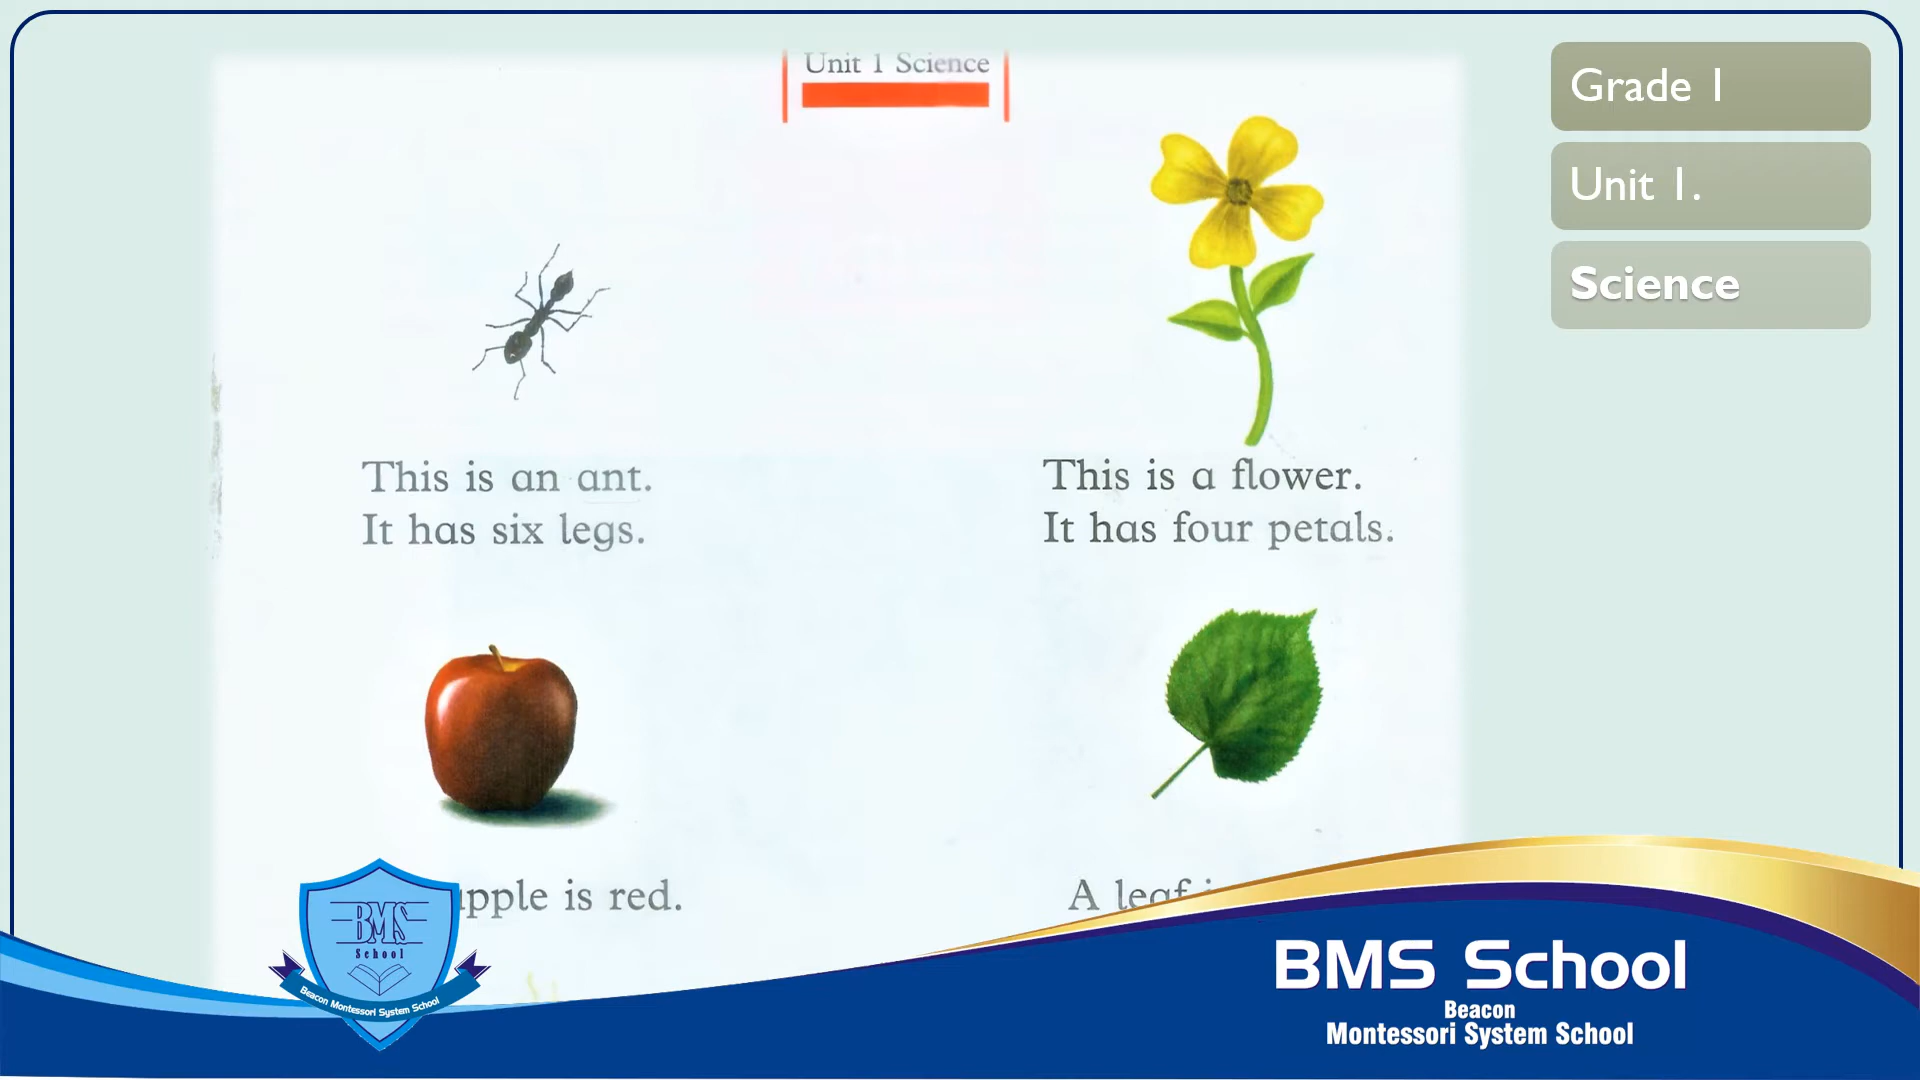 Unit 1 Science
Grade 1
Unit 1.
Science
This is an ant.
It has six legs.
This is a flower.
It has four petals.
apple is red.
A leaf
BMS
School
Beacon Montessori System School
BMS School
Beacon
Montessori System School